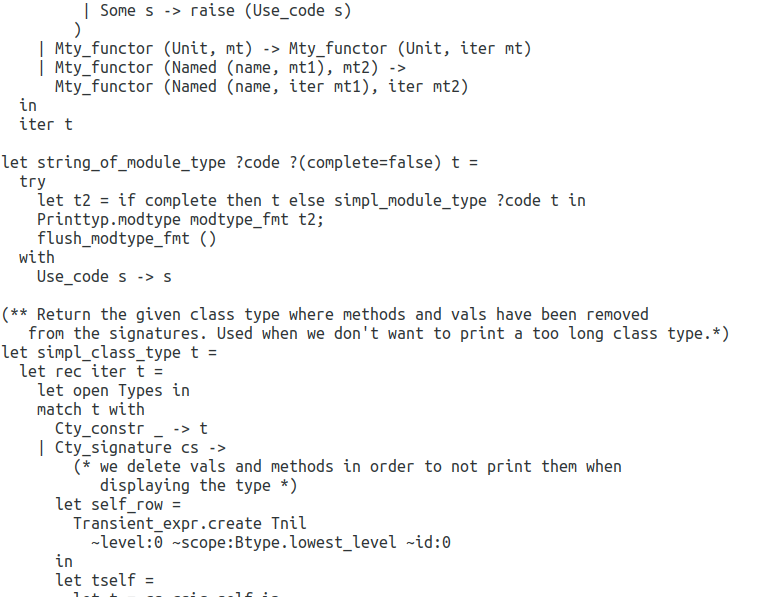 | Some s -> raise (Use_code s)
)
| Mty_functor (Unit, mt) -> Mty_functor (Unit, iter mt)
| Mty_functor (Named (name, mt1), mt2) ->
Mty_functor (Named (name, iter mt1), iter mt2)
in
iter t
let string_of_module_type ?code ?(complete=false) t =
try
let t2 = if complete then t else simpl_module_type ?code t in
Printtyp.modtype modtype_fmt t2;
flush_modtype_fmt ()
with
Use_code s -> s
(** Return the given class type where methods and vals have been removed
from the signatures. Used when we don't want to print a too long class type.*)
let simpl_class_type t =
let rec iter t =
let open Types in
match t with
Cty_constr _ -> t
| Cty_signature cs ->
(* we delete vals and methods in order to not print them when
displaying the type *)
let self_row =
Transient_expr.create Tnil
~level:0 ~scope:Btype.lowest_level ~id:0
in
let tself =